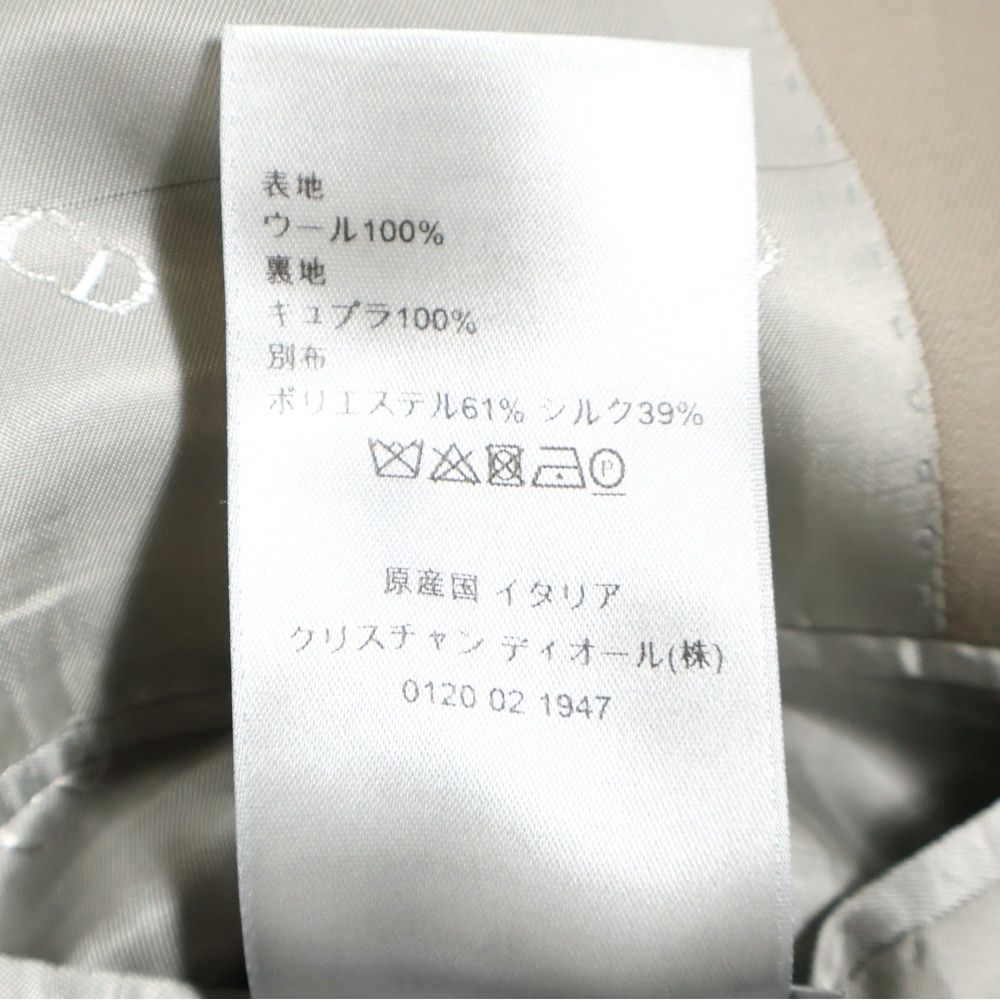 表地
ウール100%
裏地
キュプラ100%
別布
ポリエステル61% シルク39%
P
原産国 イタリア
クリスチャン ディオール(株)
0120 02 1947
CD